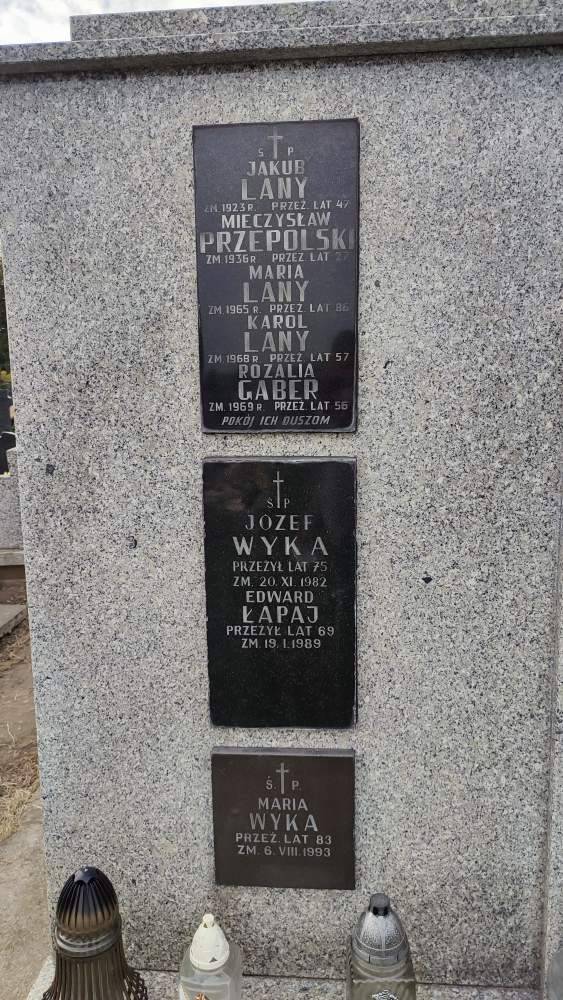 Ś P
JAKUB
LANY
ZM. 1923 R. PRZEŻ. LAT 47
MIECZYSŁAW
PRZEPOLSKI
ZM 1936 R PRZEZ LAT 27
MARIA
LANY
ZM. 1965 R. PRZEŻ. LAT 86
KAROL
LANY
ZM. 1968 R. PRZEŻ. LAT 57
ROZALIA
GABER
ZM. 1969 R. PRZEŻ. LAT 56
POKÓJ ICH DUSZOM
Ś P
JÓZEF
WYKA
PRZEŻYŁ LAT 75
ZM. 20. XI. 1982
EDWARD
ŁAPAJ
PRZEŻYŁ LAT 69
ZM. 19. I. 1989
Ś. P.
MARIA
WYKA
PRZEŻ. LAT 83
ZM. 6. VIII. 1993